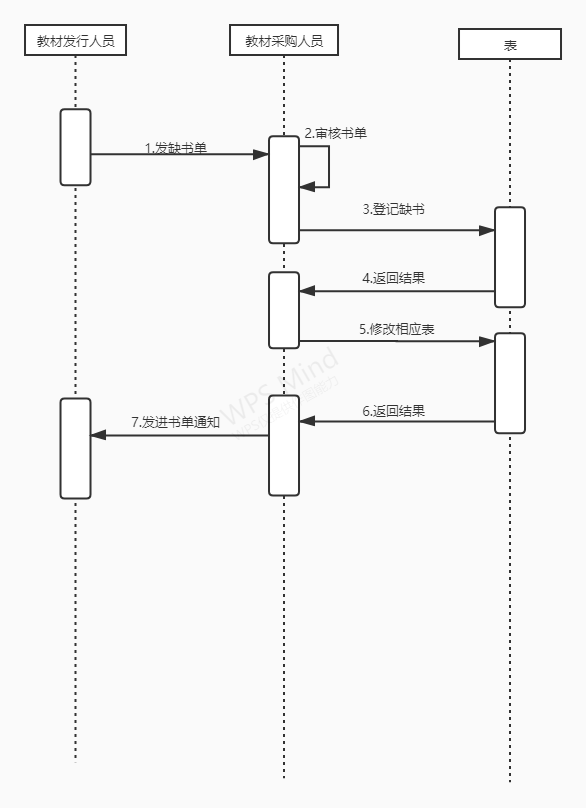 教材发行人员
教材采购人员
表
1.发缺书单
2.审核书单
3.登记缺书
4.返回结果
5.修改相应表
6.返回结果
7.发进书单通知
WPS Mind